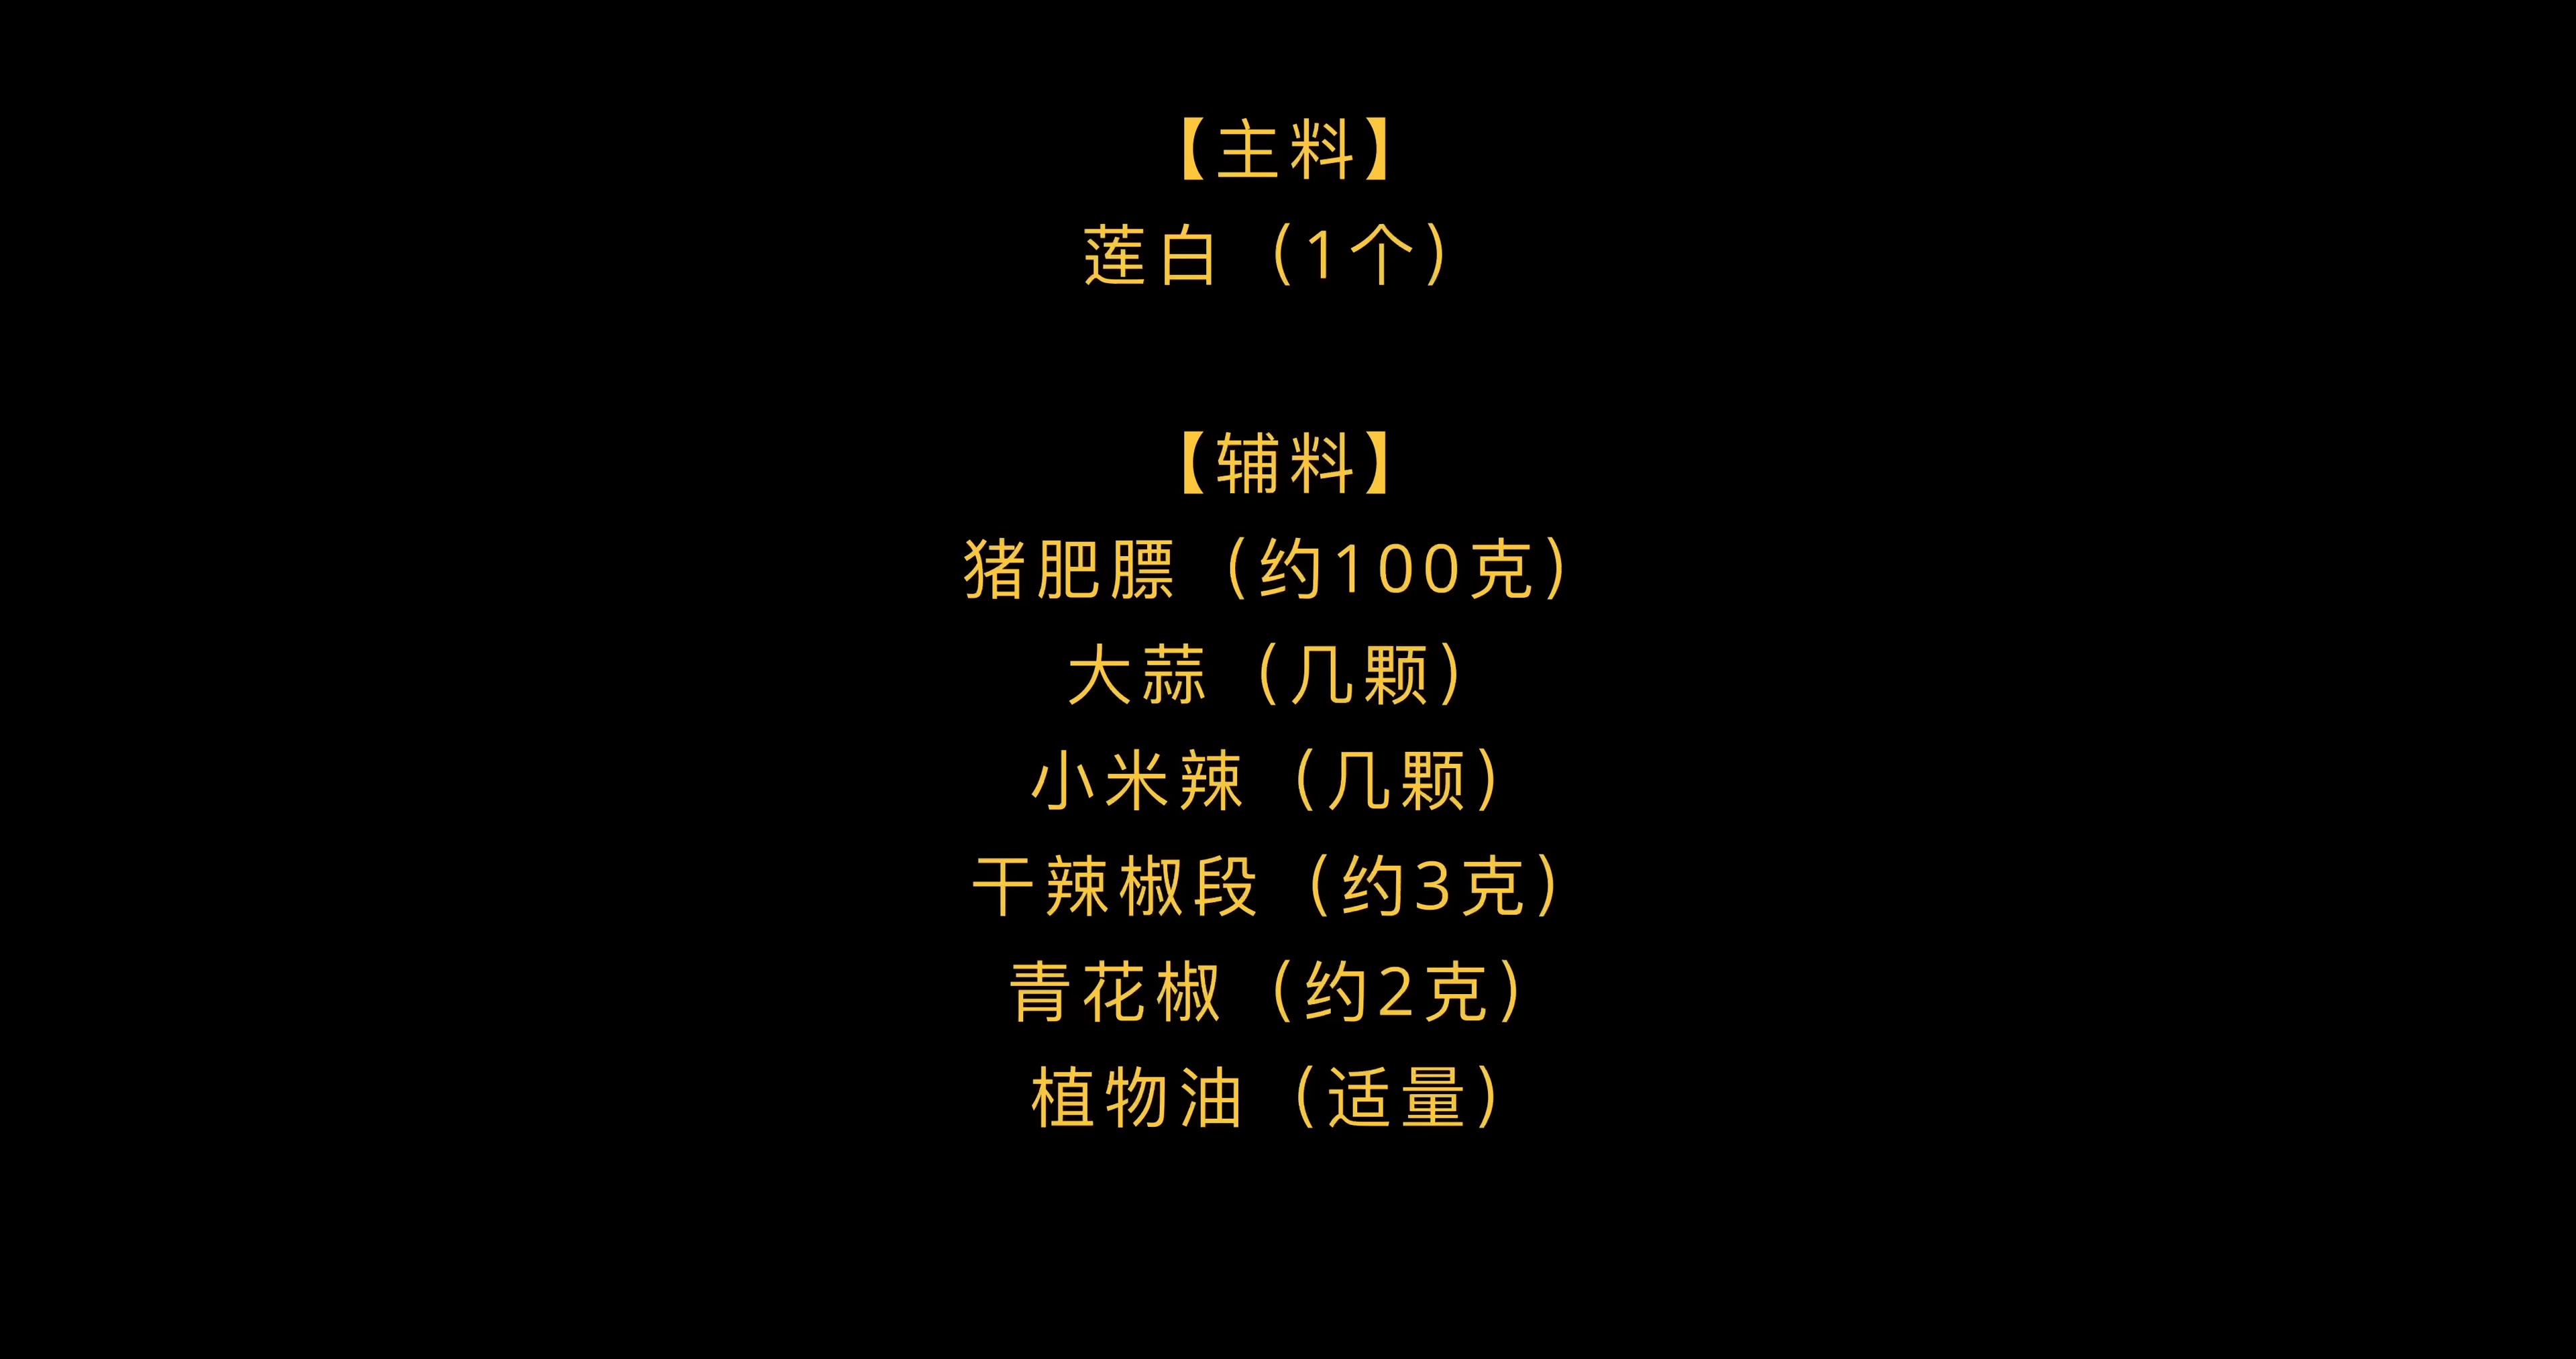 【主料】
莲白（1个）
【辅料】
猪肥膘（约100克）
大蒜（几颗）
小米辣（几颗）
干辣椒段（约3克）
青花椒（约2克）
植物油（适量）